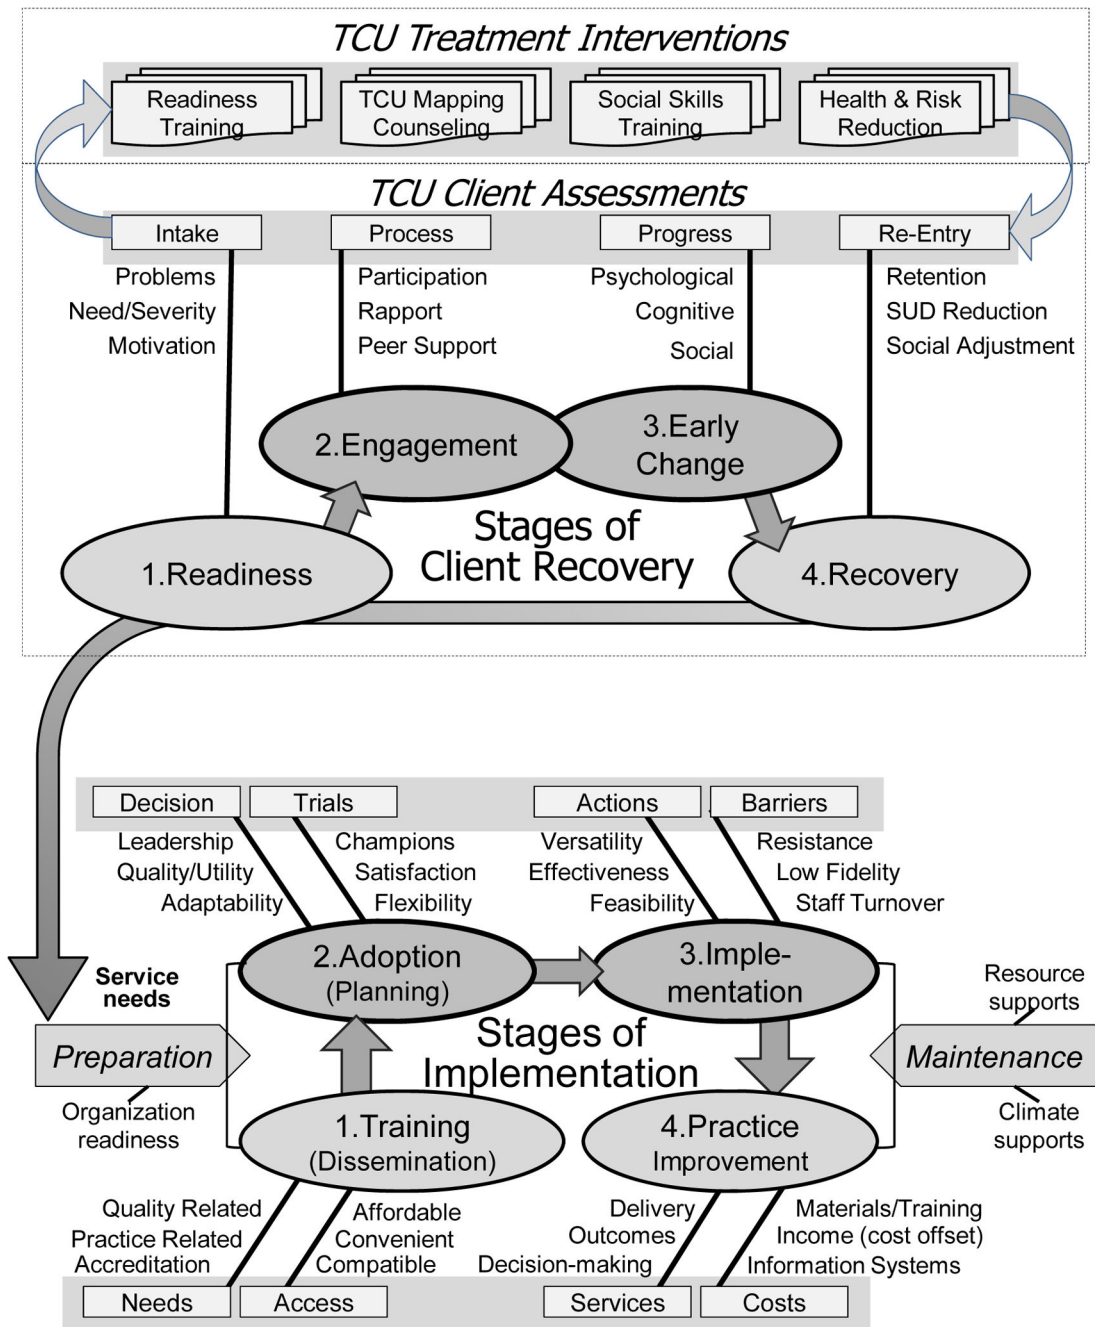 TCU Treatment Interventions
Readiness
Training
TCU Mapping
Counseling
Social Skills
Training
Health & Risk
Reduction
TCU Client Assessments
Intake
Problems
Need/Severity
Motivation
Process
Participation
Rapport
Peer Support
Progress
Psychological
Cognitive
Social
Re-Entry
Retention
SUD Reduction
Social Adjustment
2.Engagement
3.Early
Change
1.Readiness
Stages of
Client Recovery
4.Recovery
Decision
Leadership
Quality/Utility
Adaptability
Trials
Champions
Satisfaction
Flexibility
Actions
Versatility
Effectiveness
Feasibility
Barriers
Resistance
Low Fidelity
Staff Turnover
2.Adoption
(Planning)
3.Imple-
mentation
Service
needs
Preparation
Organization
readiness
Stages of
Implementation
Resource
supports
Maintenance
Climate
supports
1.Training
(Dissemination)
4.Practice
Improvement
Quality Related
Practice Related
Accreditation
Needs
Affordable
Convenient
Compatible
Access
Delivery
Outcomes
Decision-making
Services
Materials/Training
Income (cost offset)
Information Systems
Costs